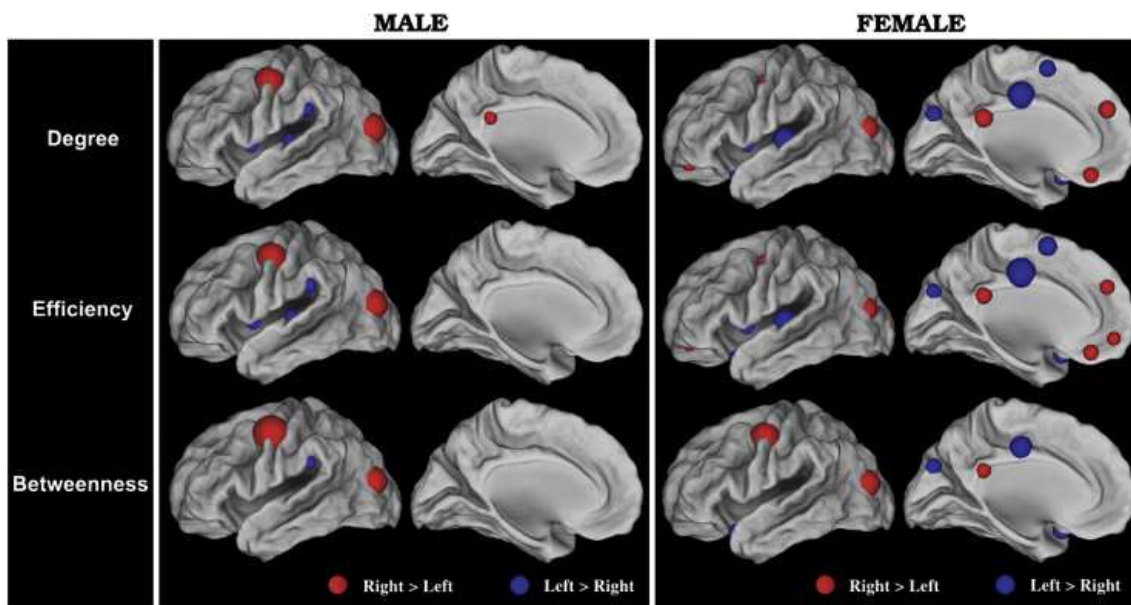 MALE
FEMALE
Degree
Efficiency
Betweenness
Right > Left
Left > Right
Right > Left
Left > Right